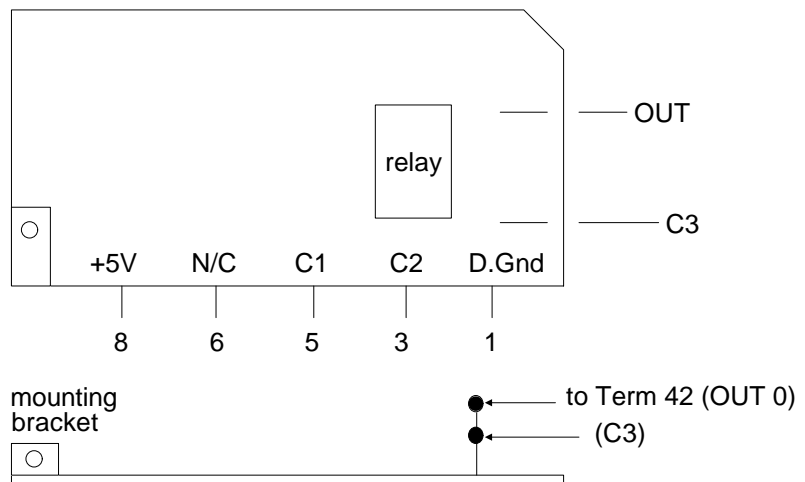 OUT
relay
C3
+5V N/C C1 C2 D.Gnd
8 6 5 3 1
mounting
bracket
to Term 42 (OUT 0)
(C3)